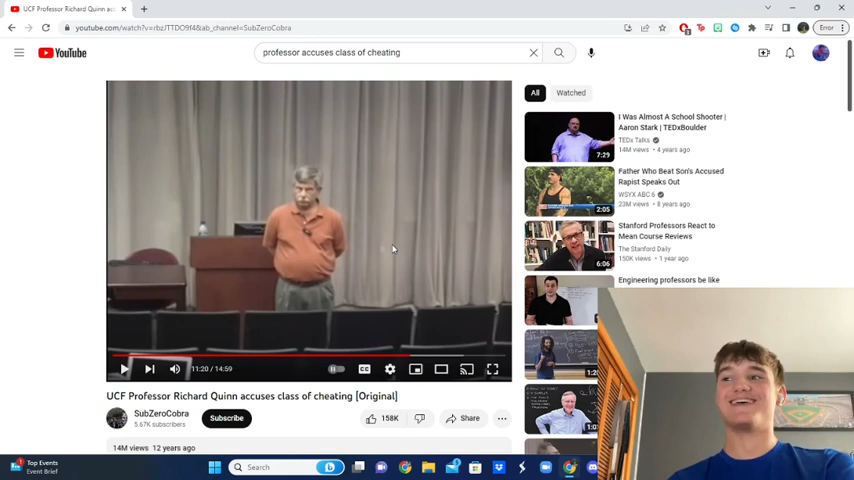 UCF Professor Richard Quinn ac
youtube.com/watch?v=rbzJTTDO9f4&ab_channel=SubZeroCobra
Error
YouTube
professor accuses class of cheating
All
Watched
I Was Almost A School Shooter |
Aaron Stark | TEDxBoulder
TEDx Talks
14M views • 4 years ago
7:29
Father Who Beat Son's Accused
Rapist Speaks Out
WSYX ABC 6
23M views • 8 years ago
2:05
Stanford Professors React to
Mean Course Reviews
The Stanford Daily
150K views • 1 year ago
6:06
Engineering professors be like
11:20 / 14:59
CC
UCF Professor Richard Quinn accuses class of cheating [Original]
SubZeroCobra
5.67K subscribers
Subscribe
158K
Share
14M views 12 years ago
Top Events
Event Brief
Search